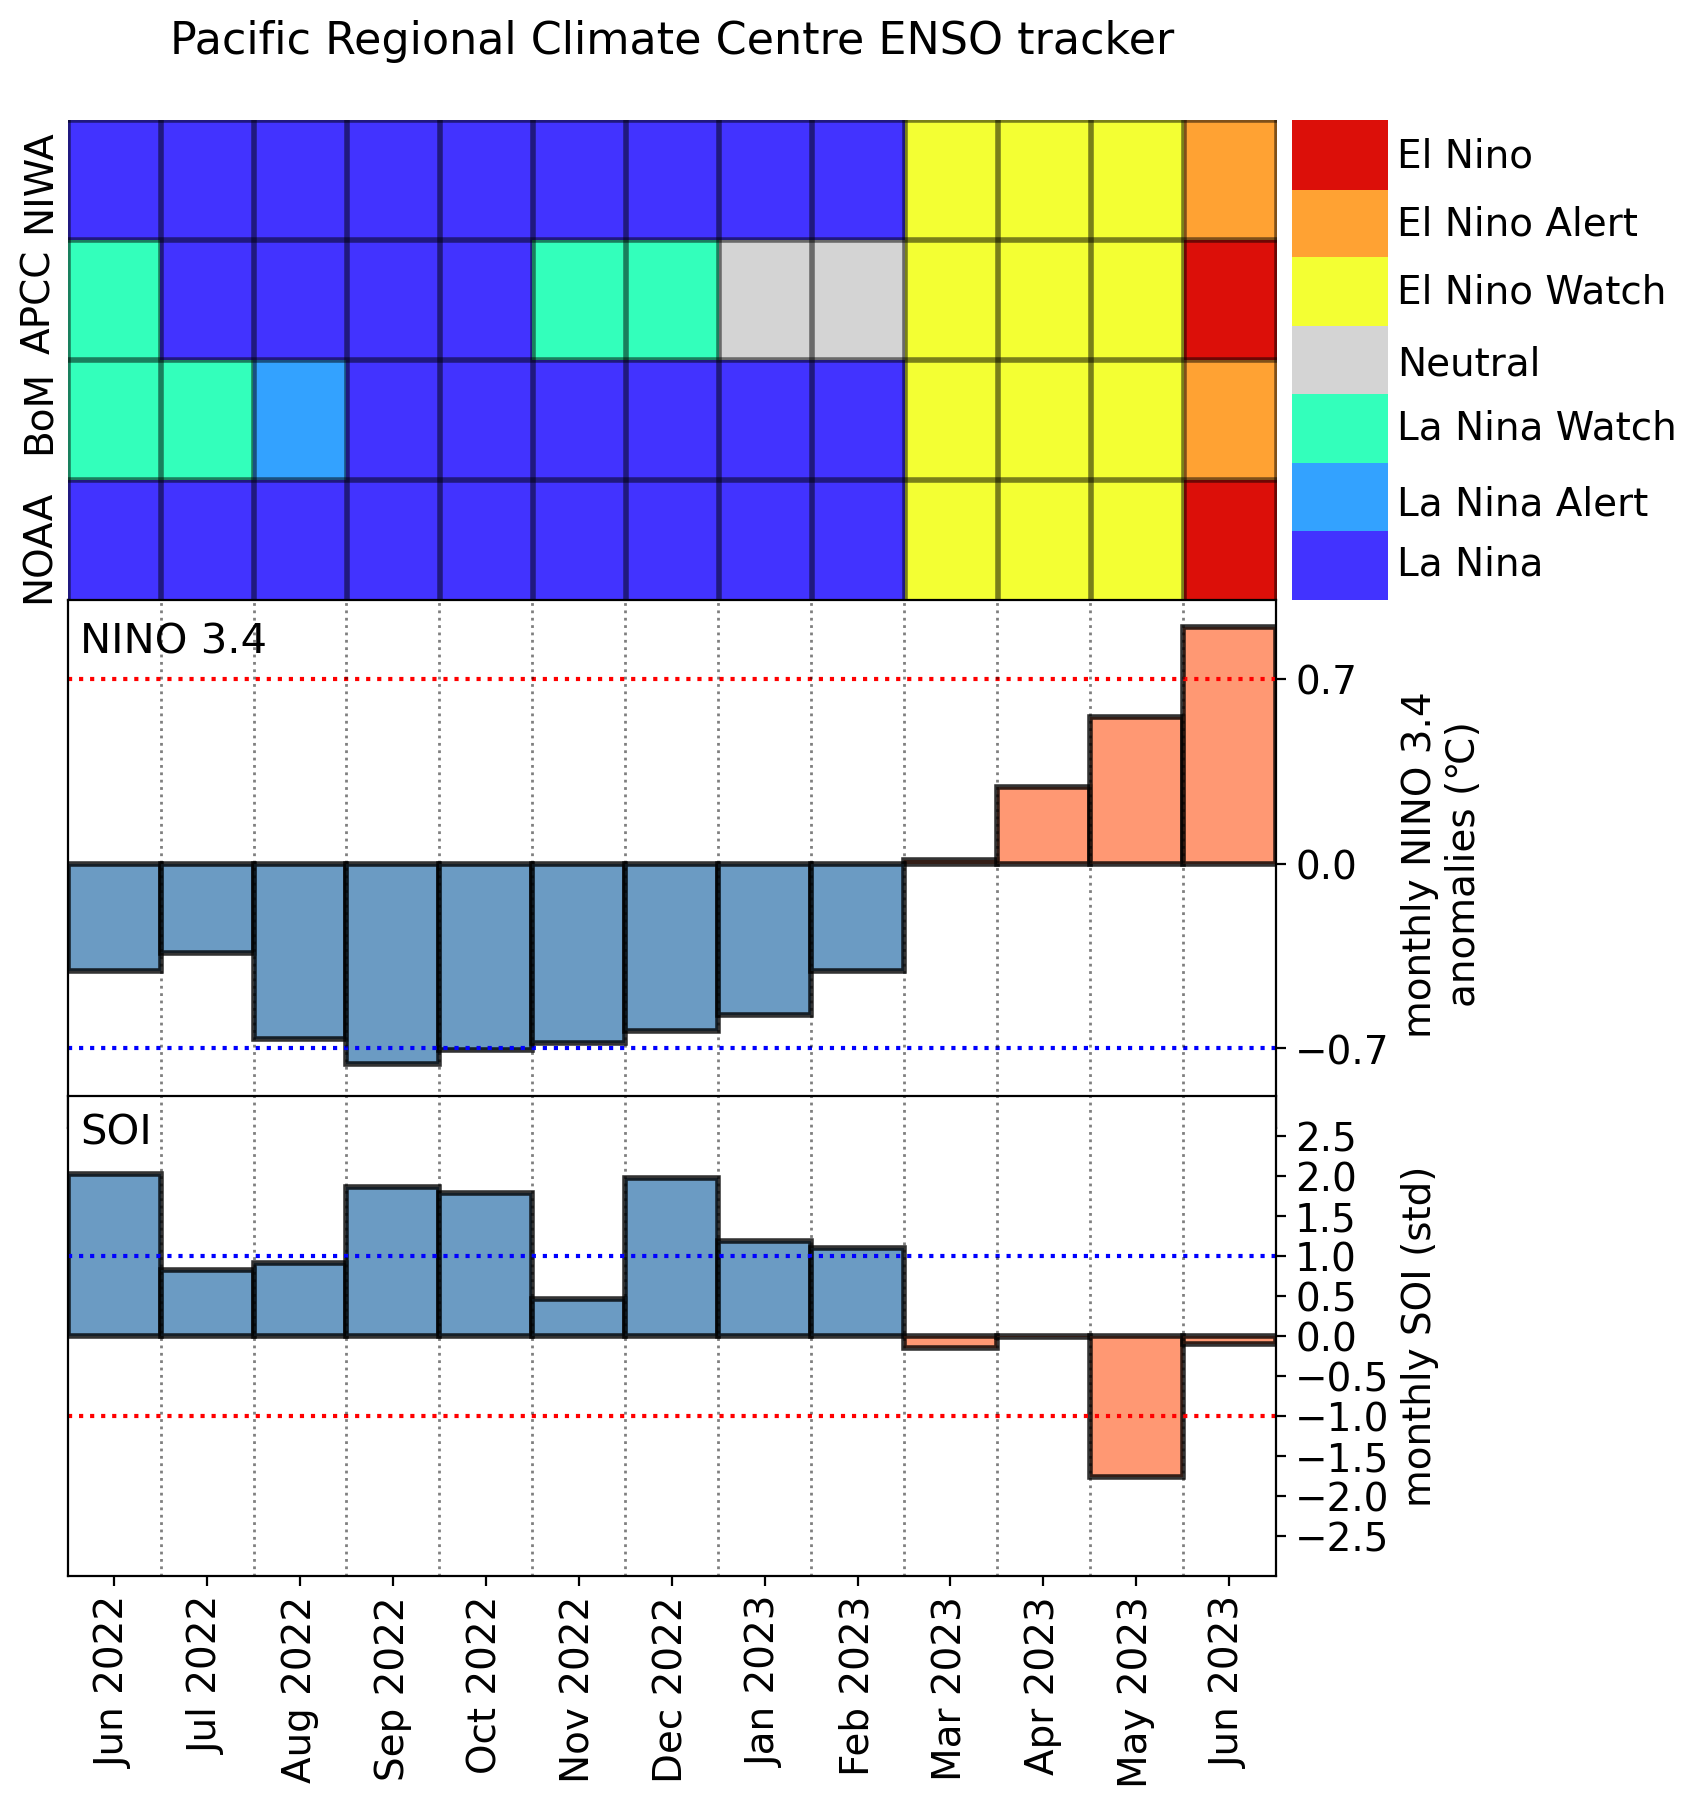 Pacific Regional Climate Centre ENSO tracker
NIWA
APCC
BoM
NOAA
El Nino
El Nino Alert
El Nino Watch
Neutral
La Nina Watch
La Nina Alert
La Nina
NINO 3.4
0.7
0.0
−0.7
monthly NINO 3.4
anomalies (°C)
SOI
2.5
2.0
1.5
1.0
0.5
0.0
−0.5
−1.0
−1.5
−2.0
−2.5
monthly SOI (std)
Jun 2022
Jul 2022
Aug 2022
Sep 2022
Oct 2022
Nov 2022
Dec 2022
Jan 2023
Feb 2023
Mar 2023
Apr 2023
May 2023
Jun 2023